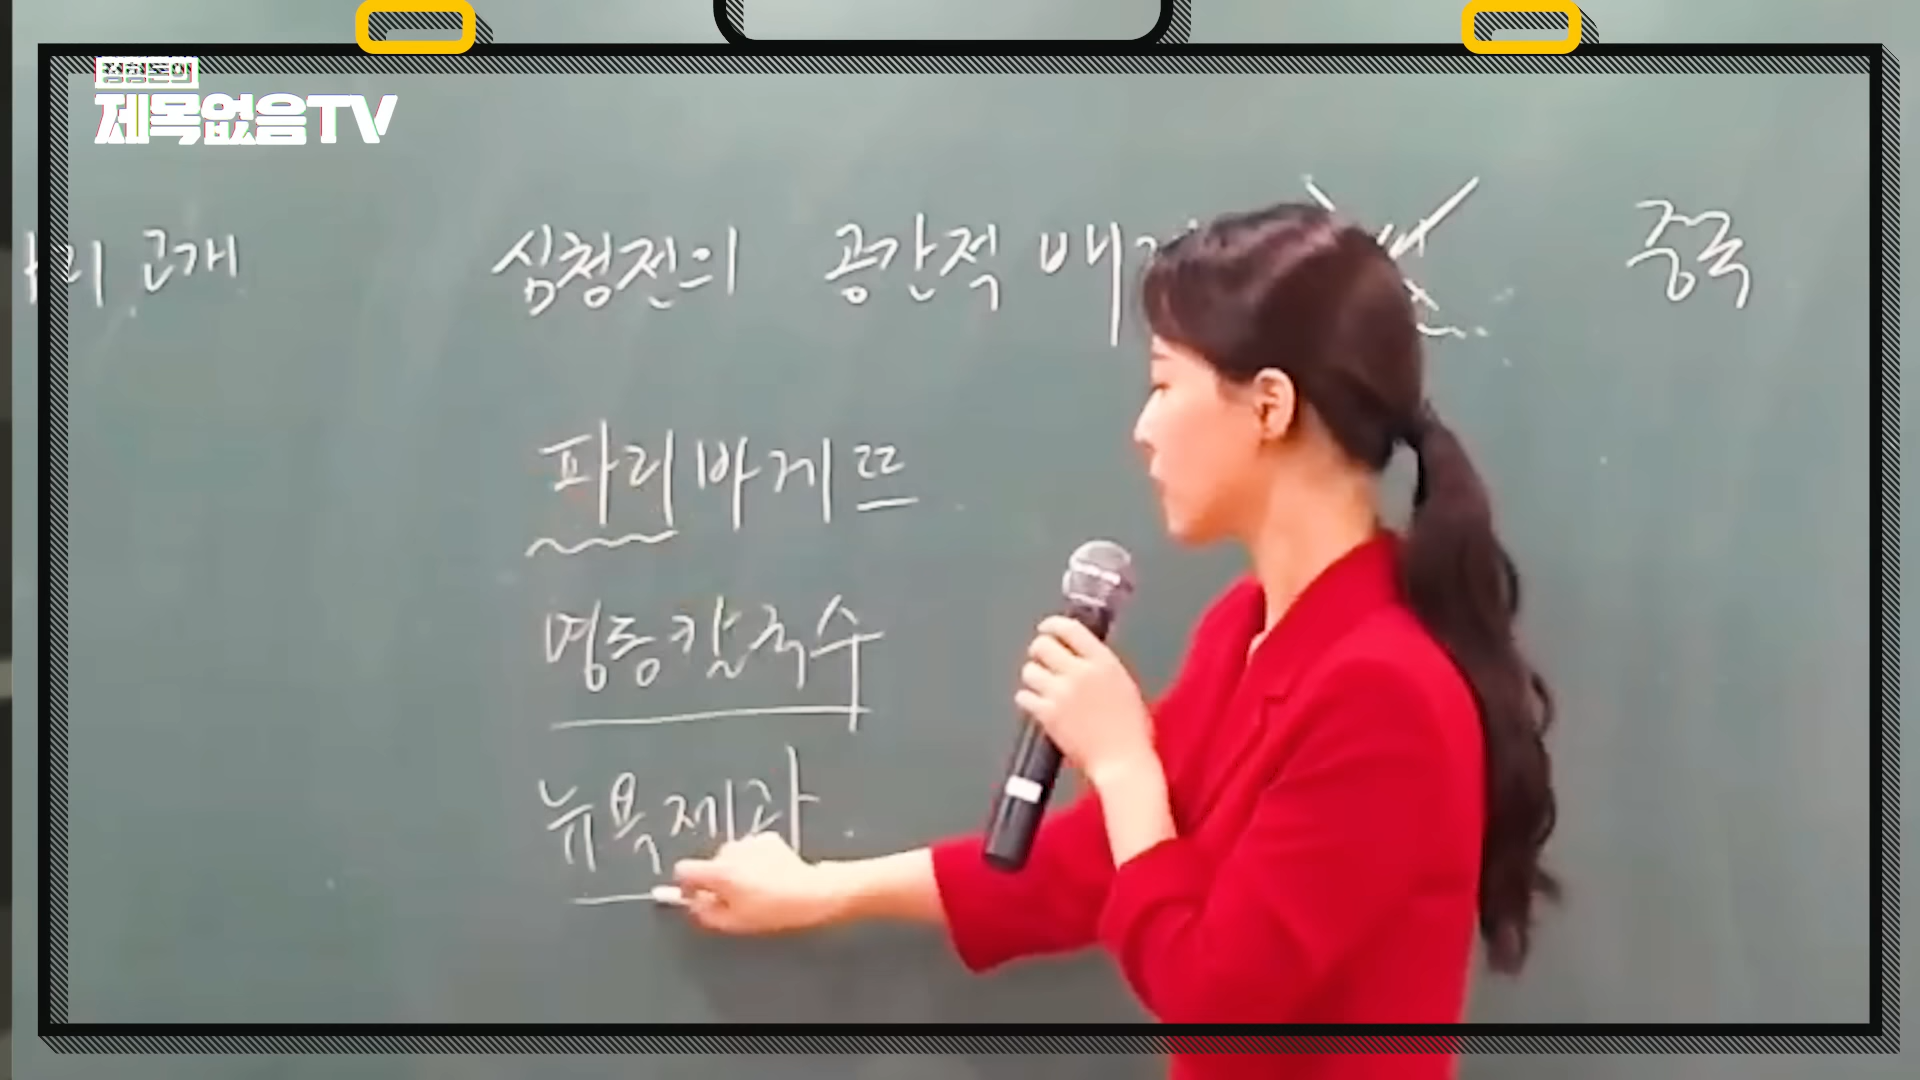 정형돈의
제목없음TV
리 고개
심청전의 공간적 배 중국
파리바게뜨
명동칼국수
뉴욕제과